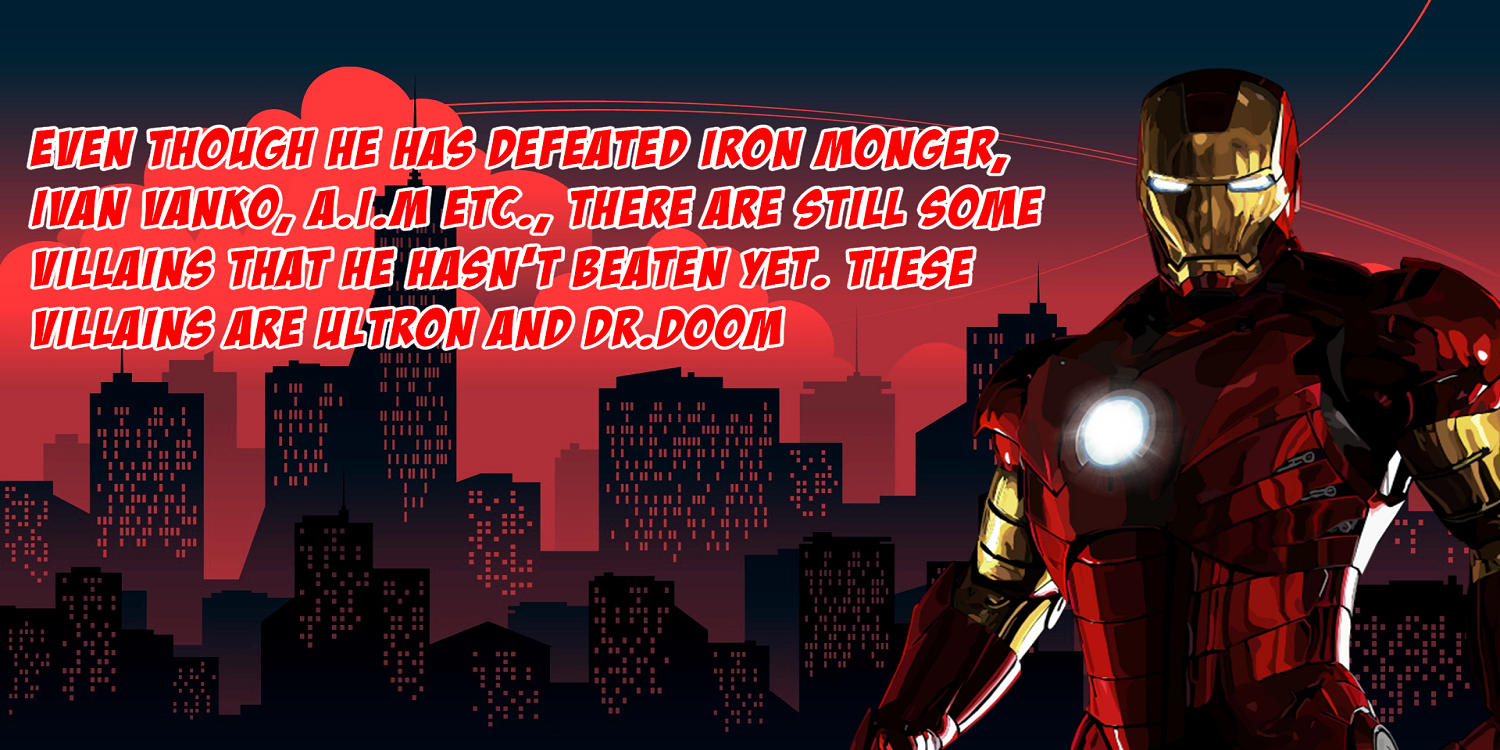 EVEN THOUGH HE HAS DEFEATED IRON MONGER,
IVAN VANKO, A.I.M ETC., THERE ARE STILL SOME
VILLAINS THAT HE HASN'T BEATEN YET. THESE
VILLAINS ARE ULTRON AND DR.DOOM